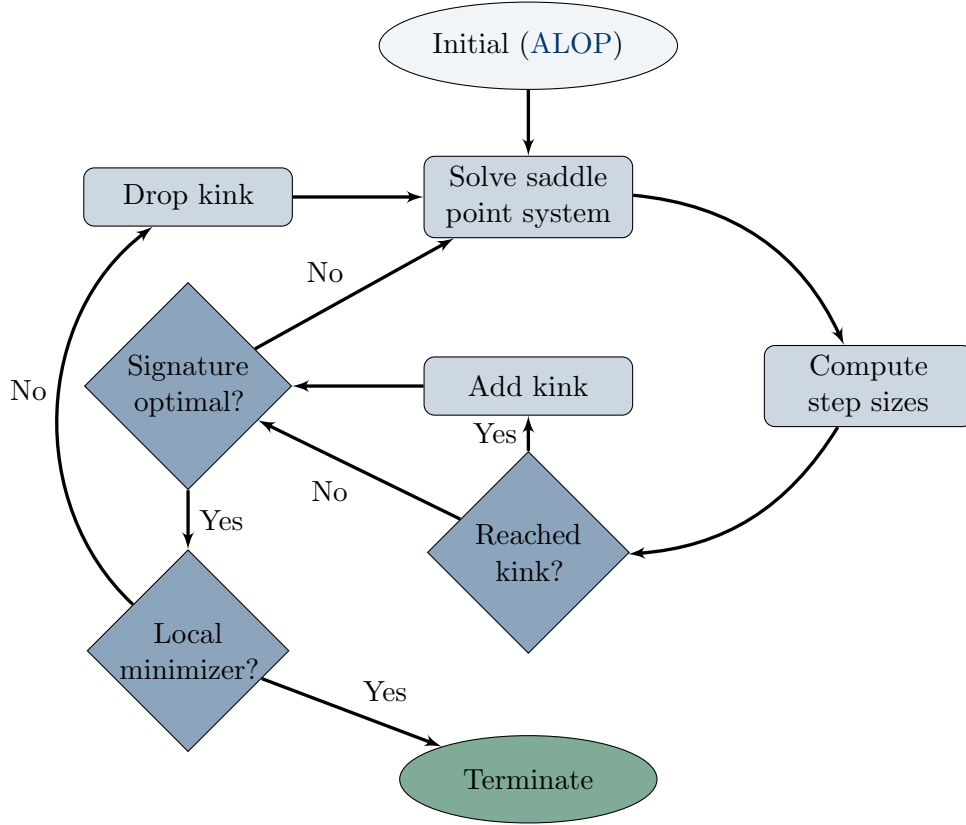 Initial (ALOP)
Drop kink
Solve saddle
point system
No
Signature
optimal?
Add kink
Compute
step sizes
No
Yes
No
Yes
Reached
kink?
Local
minimizer?
Yes
Terminate